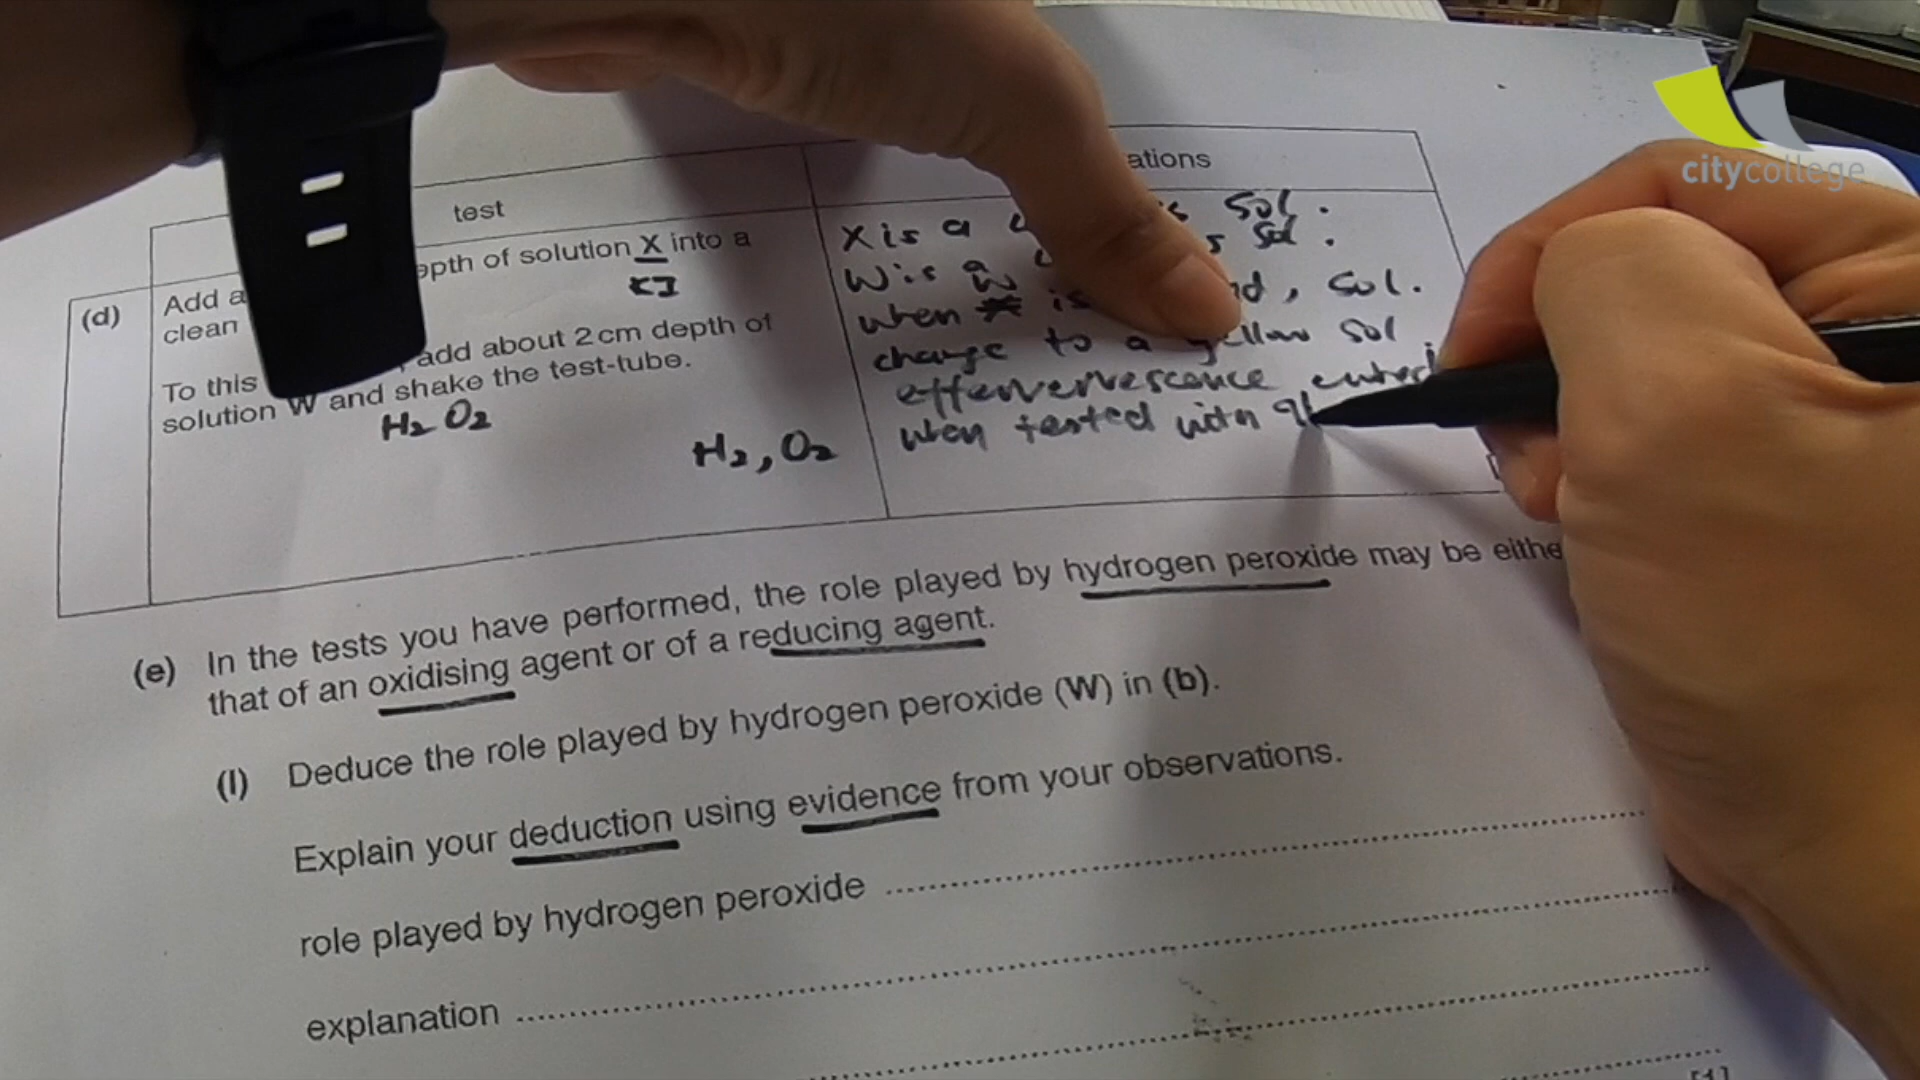 citycollege
ations
test
(d)
Add a
epth of solution X into a
clean
KI
To this
add about 2 cm depth of
solution W and shake the test-tube.
H2 O2
H2, O2
X is a sol.
W is a sol.
when is sol.
change to a yellow sol
effervervescence
when tested with
(e) In the tests you have performed, the role played by hydrogen peroxide may be eithe
that of an oxidising agent or of a reducing agent.
(I) Deduce the role played by hydrogen peroxide (W) in (b).
Explain your deduction using evidence from your observations.
role played by hydrogen peroxide
explanation
[1]